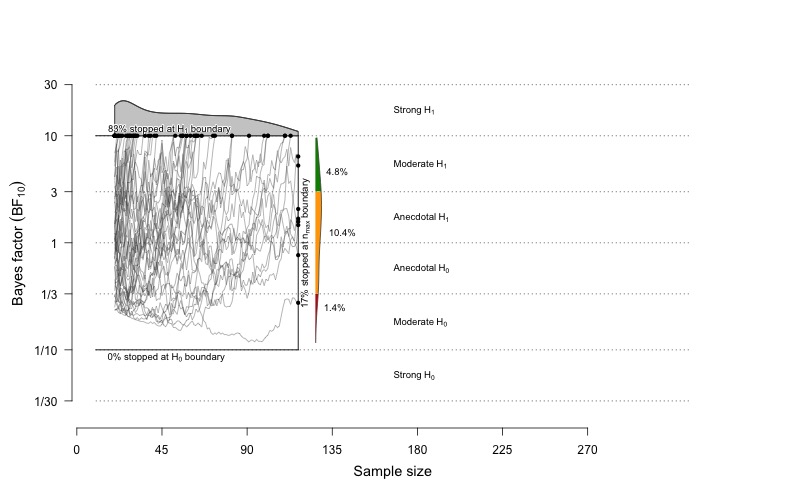 30
Strong H₁
83% stopped at H₁ boundary
10
Moderate H₁
4.8%
3
Anecdotal H₁
10.4%
1
Anecdotal H₀
1/3
1.4%
Moderate H₀
17% stopped at nmax boundary
1/10
0% stopped at H₀ boundary
Strong H₀
1/30
Bayes factor (BF₁₀)
0 45 90 135 180 225 270
Sample size